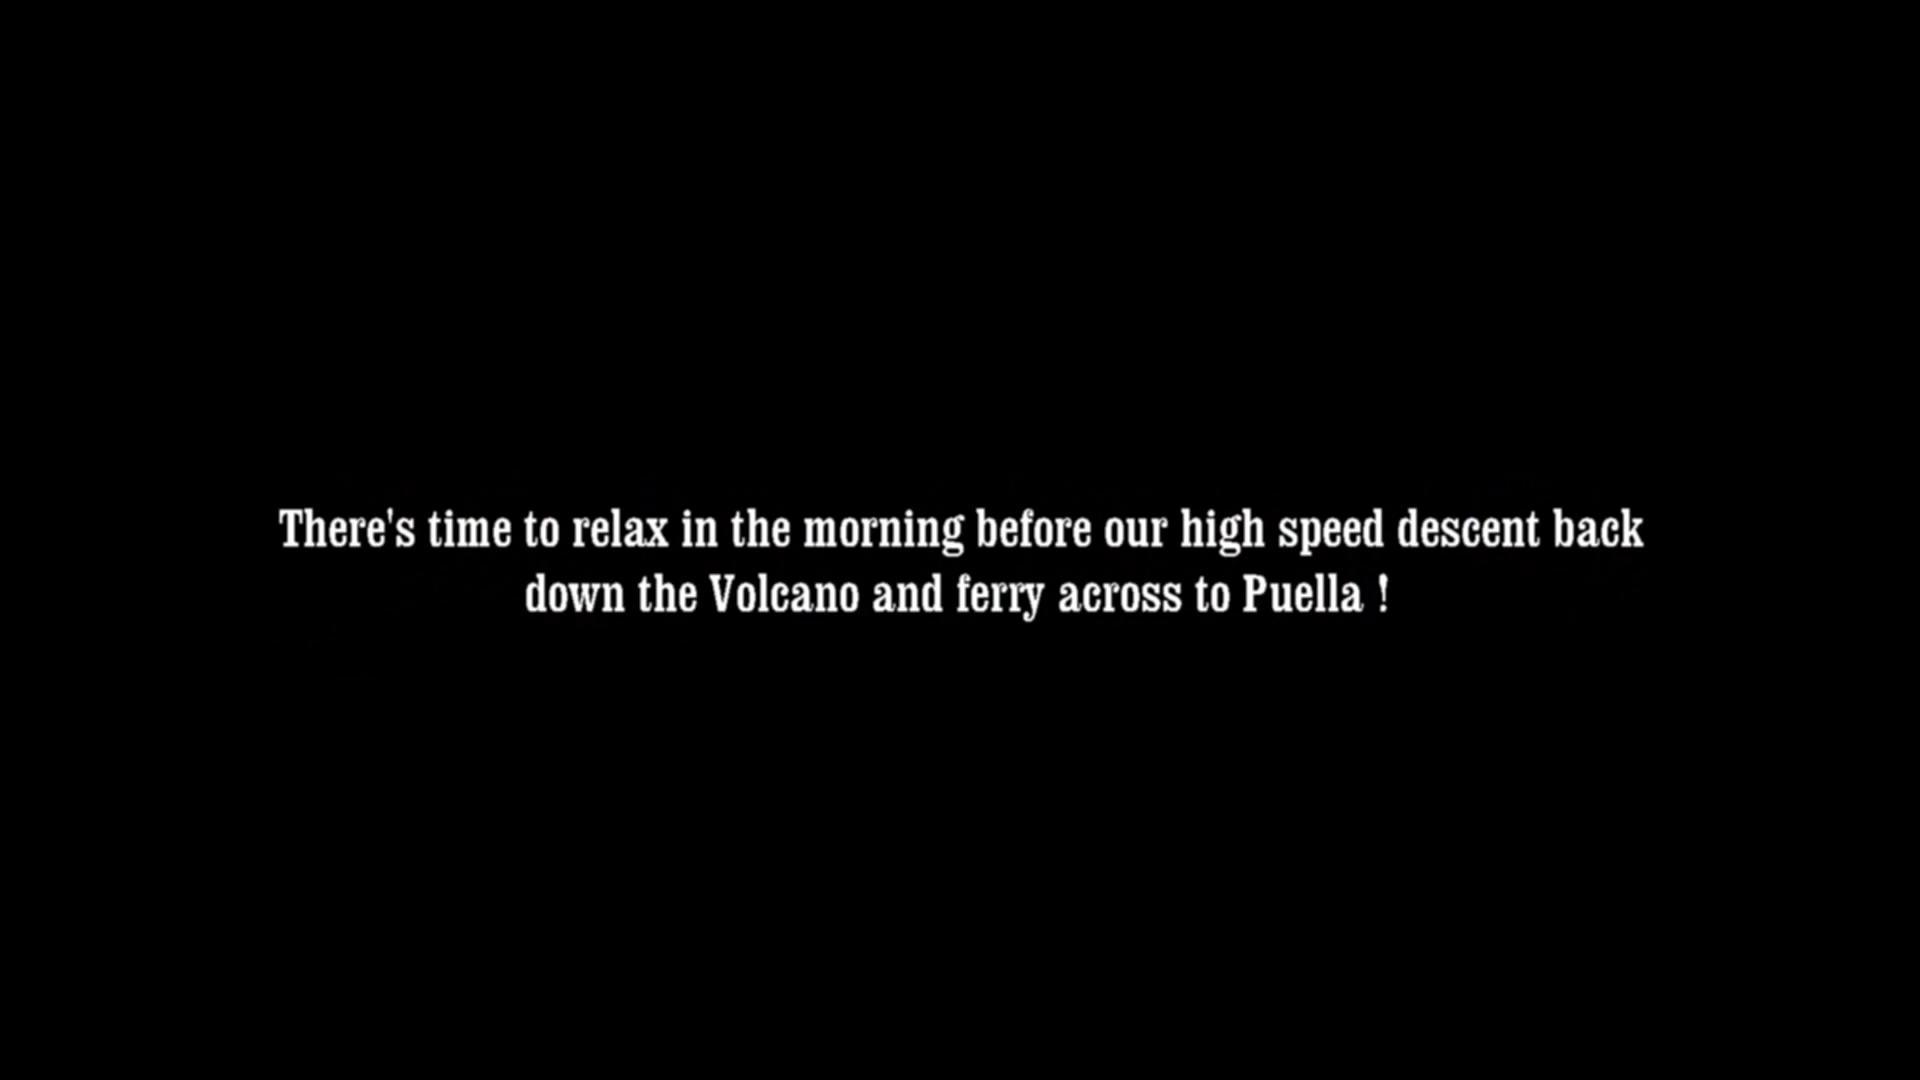 There's time to relax in the morning before our high speed descent back
down the Volcano and ferry across to Puella !